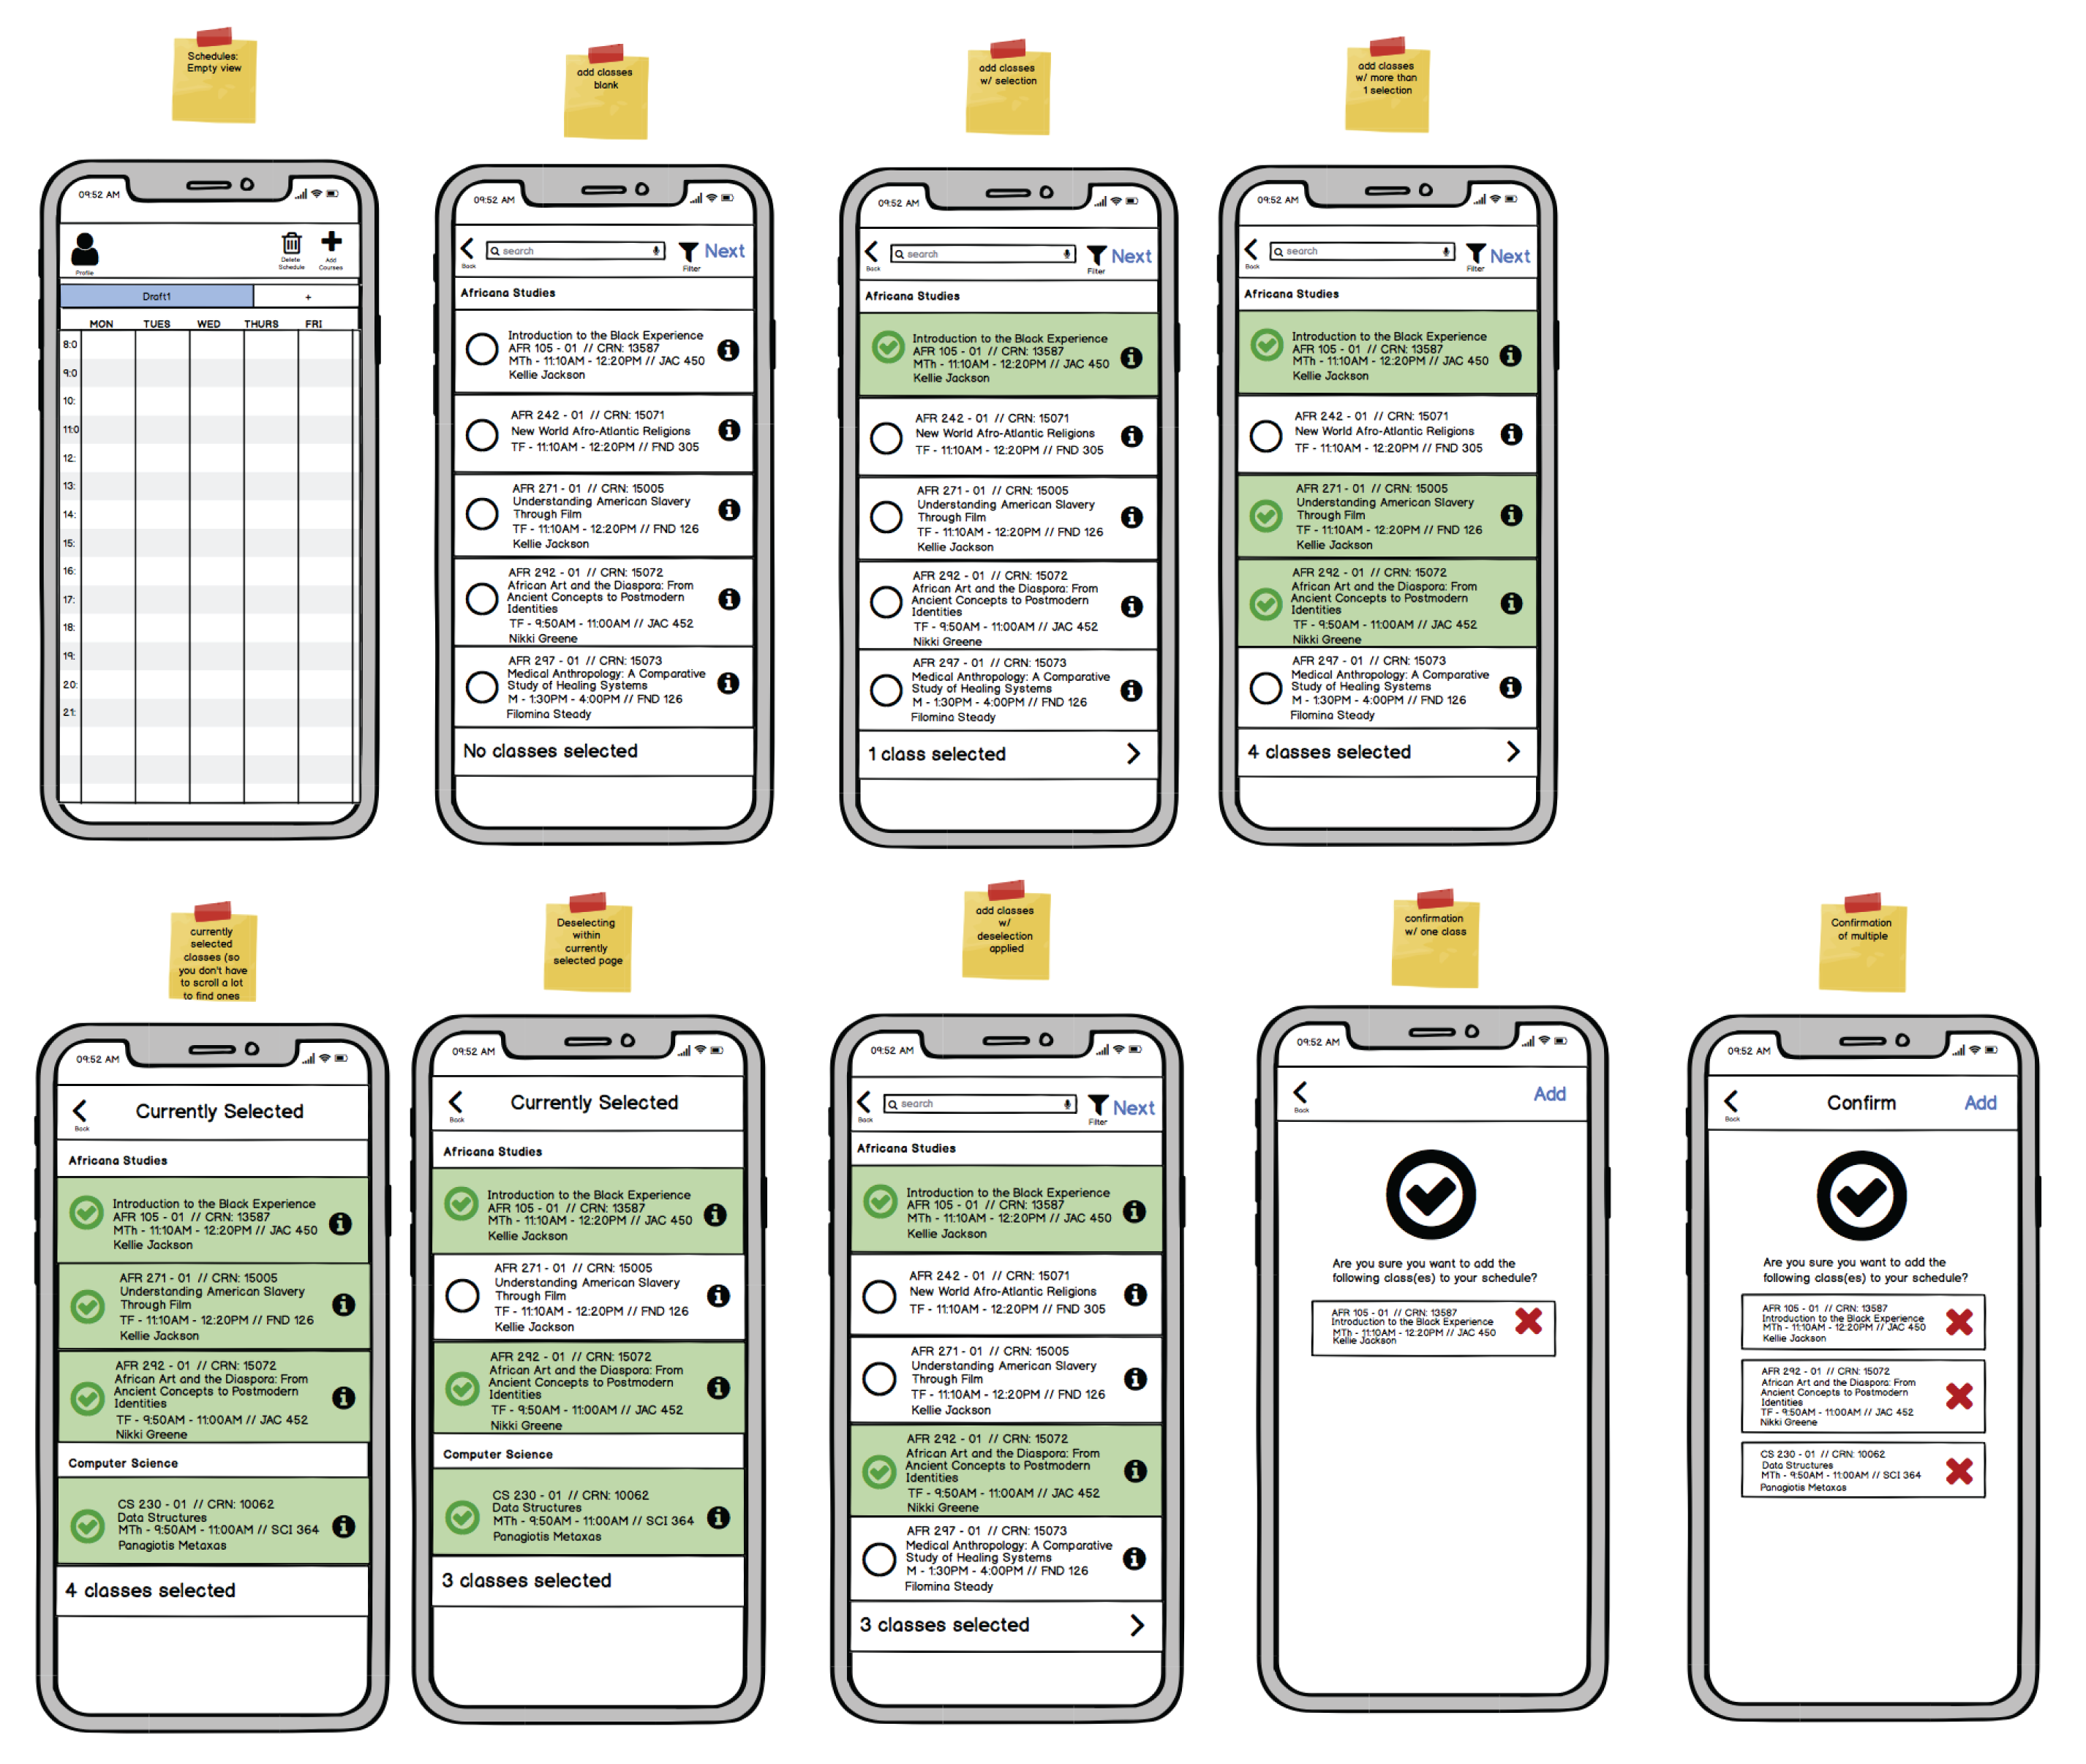 Schedules:
Empty view
add classes
blank
add classes
w/ selection
add classes
w/ more than
1 selection
09:52 AM
Profile
Delete
Schedule
Add
Courses
Draft1
+
MON TUES WED THURS FRI
8:0
9:0
10:
11:0
12:
13:
14:
15:
16:
17:
18:
19:
20:
21:
09:52 AM
Back
search
Filter
Next
Africana Studies
Introduction to the Black Experience
AFR 105 - 01 // CRN: 13587
MTh - 11:10AM - 12:20PM // JAC 450
Kellie Jackson
AFR 242 - 01 // CRN: 15071
New World Afro-Atlantic Religions
TF - 11:10AM - 12:20PM // FND 305
AFR 271 - 01 // CRN: 15005
Understanding American Slavery
Through Film
TF - 11:10AM - 12:20PM // FND 126
Kellie Jackson
AFR 292 - 01 // CRN: 15072
African Art and the Diaspora: From
Ancient Concepts to Postmodern
Identities
TF - 9:50AM - 11:00AM // JAC 452
Nikki Greene
AFR 297 - 01 // CRN: 15073
Medical Anthropology: A Comparative
Study of Healing Systems
M - 1:30PM - 4:00PM // FND 126
Filomina Steady
No classes selected
09:52 AM
Back
search
Filter
Next
Africana Studies
Introduction to the Black Experience
AFR 105 - 01 // CRN: 13587
MTh - 11:10AM - 12:20PM // JAC 450
Kellie Jackson
AFR 242 - 01 // CRN: 15071
New World Afro-Atlantic Religions
TF - 11:10AM - 12:20PM // FND 305
AFR 271 - 01 // CRN: 15005
Understanding American Slavery
Through Film
TF - 11:10AM - 12:20PM // FND 126
Kellie Jackson
AFR 292 - 01 // CRN: 15072
African Art and the Diaspora: From
Ancient Concepts to Postmodern
Identities
TF - 9:50AM - 11:00AM // JAC 452
Nikki Greene
AFR 297 - 01 // CRN: 15073
Medical Anthropology: A Comparative
Study of Healing Systems
M - 1:30PM - 4:00PM // FND 126
Filomina Steady
1 class selected
09:52 AM
Back
search
Filter
Next
Africana Studies
Introduction to the Black Experience
AFR 105 - 01 // CRN: 13587
MTh - 11:10AM - 12:20PM // JAC 450
Kellie Jackson
AFR 242 - 01 // CRN: 15071
New World Afro-Atlantic Religions
TF - 11:10AM - 12:20PM // FND 305
AFR 271 - 01 // CRN: 15005
Understanding American Slavery
Through Film
TF - 11:10AM - 12:20PM // FND 126
Kellie Jackson
AFR 292 - 01 // CRN: 15072
African Art and the Diaspora: From
Ancient Concepts to Postmodern
Identities
TF - 9:50AM - 11:00AM // JAC 452
Nikki Greene
AFR 297 - 01 // CRN: 15073
Medical Anthropology: A Comparative
Study of Healing Systems
M - 1:30PM - 4:00PM // FND 126
Filomina Steady
4 classes selected
currently
selected
classes (so
you don't have
to scroll a lot
to find ones
Deselecting
within
currently
selected page
add classes
w/
deselection
applied
confirmation
w/ one class
Confirmation
of multiple
09:52 AM
Back
Currently Selected
Africana Studies
Introduction to the Black Experience
AFR 105 - 01 // CRN: 13587
MTh - 11:10AM - 12:20PM // JAC 450
Kellie Jackson
AFR 271 - 01 // CRN: 15005
Understanding American Slavery
Through Film
TF - 11:10AM - 12:20PM // FND 126
Kellie Jackson
AFR 292 - 01 // CRN: 15072
African Art and the Diaspora: From
Ancient Concepts to Postmodern
Identities
TF - 9:50AM - 11:00AM // JAC 452
Nikki Greene
Computer Science
CS 230 - 01 // CRN: 10062
Data Structures
MTh - 9:50AM - 11:00AM // SCI 364
Panagiotis Metaxas
4 classes selected
09:52 AM
Back
Currently Selected
Africana Studies
Introduction to the Black Experience
AFR 105 - 01 // CRN: 13587
MTh - 11:10AM - 12:20PM // JAC 450
Kellie Jackson
AFR 271 - 01 // CRN: 15005
Understanding American Slavery
Through Film
TF - 11:10AM - 12:20PM // FND 126
Kellie Jackson
AFR 292 - 01 // CRN: 15072
African Art and the Diaspora: From
Ancient Concepts to Postmodern
Identities
TF - 9:50AM - 11:00AM // JAC 452
Nikki Greene
Computer Science
CS 230 - 01 // CRN: 10062
Data Structures
MTh - 9:50AM - 11:00AM // SCI 364
Panagiotis Metaxas
3 classes selected
09:52 AM
Back
search
Filter
Next
Africana Studies
Introduction to the Black Experience
AFR 105 - 01 // CRN: 13587
MTh - 11:10AM - 12:20PM // JAC 450
Kellie Jackson
AFR 242 - 01 // CRN: 15071
New World Afro-Atlantic Religions
TF - 11:10AM - 12:20PM // FND 305
AFR 271 - 01 // CRN: 15005
Understanding American Slavery
Through Film
TF - 11:10AM - 12:20PM // FND 126
Kellie Jackson
AFR 292 - 01 // CRN: 15072
African Art and the Diaspora: From
Ancient Concepts to Postmodern
Identities
TF - 9:50AM - 11:00AM // JAC 452
Nikki Greene
AFR 297 - 01 // CRN: 15073
Medical Anthropology: A Comparative
Study of Healing Systems
M - 1:30PM - 4:00PM // FND 126
Filomina Steady
3 classes selected
09:52 AM
Back
Add
Are you sure you want to add the
following class(es) to your schedule?
AFR 105 - 01 // CRN: 13587
Introduction to the Black Experience
MTh - 11:10AM - 12:20PM // JAC 450
Kellie Jackson
09:52 AM
Back
Confirm
Add
Are you sure you want to add the
following class(es) to your schedule?
AFR 105 - 01 // CRN: 13587
Introduction to the Black Experience
MTh - 11:10AM - 12:20PM // JAC 450
Kellie Jackson
AFR 292 - 01 // CRN: 15072
African Art and the Diaspora: From
Ancient Concepts to Postmodern
Identities
TF - 9:50AM - 11:00AM // JAC 452
Nikki Greene
CS 230 - 01 // CRN: 10062
Data Structures
MTh - 9:50AM - 11:00AM // SCI 364
Panagiotis Metaxas